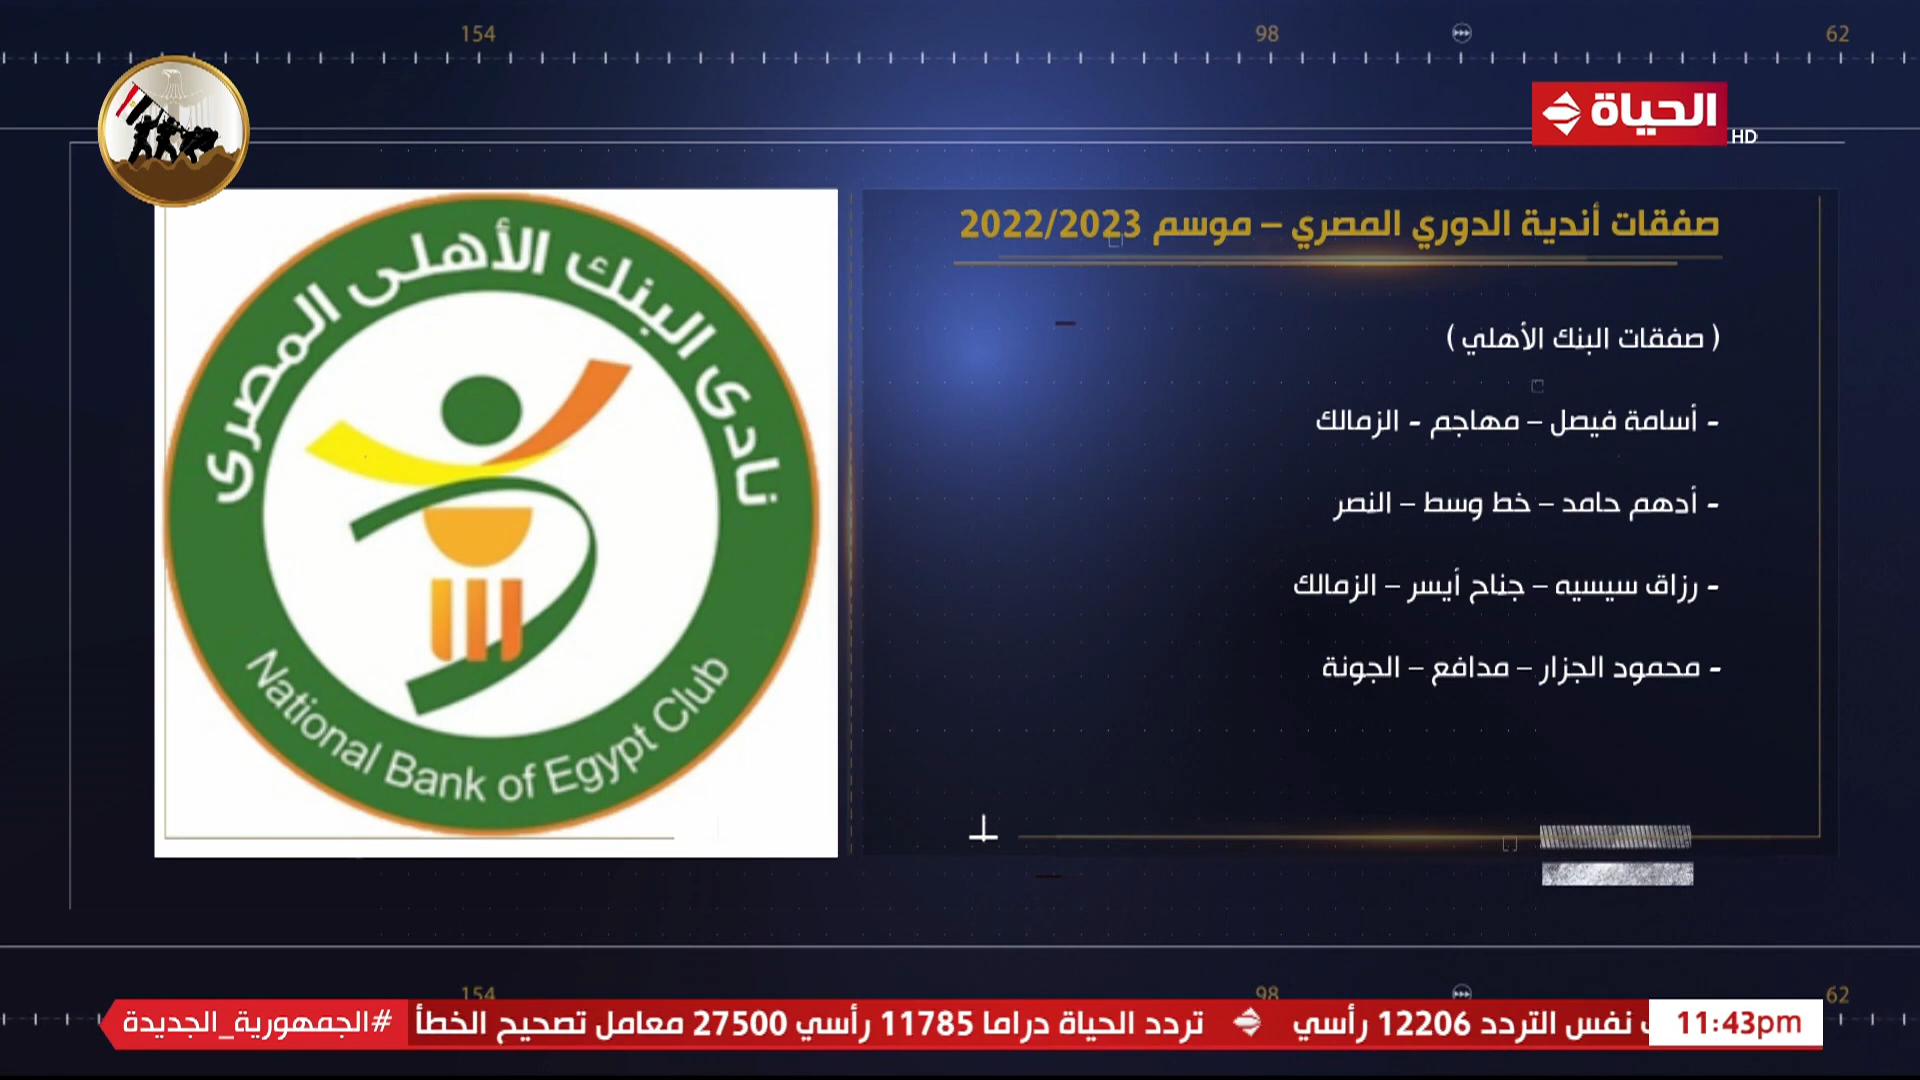 154 98 62
الحياة
HD
صفقات أندية الدوري المصري – موسم 2022/2023
( صفقات البنك الأهلي )
- أسامة فيصل – مهاجم - الزمالك
- أدهم حامد – خط وسط – النصر
- رزاق سيسيه – جناح أيسر – الزمالك
- محمود الجزار – مدافع – الجونة
نادى البنك الأهلى المصرى
National Bank of Egypt Club
154 98 62
11:43pm
نفس التردد 12206 رأسي
تردد الحياة دراما 11785 رأسي 27500 معامل تصحيح الخطأ
#الجمهورية_الجديدة